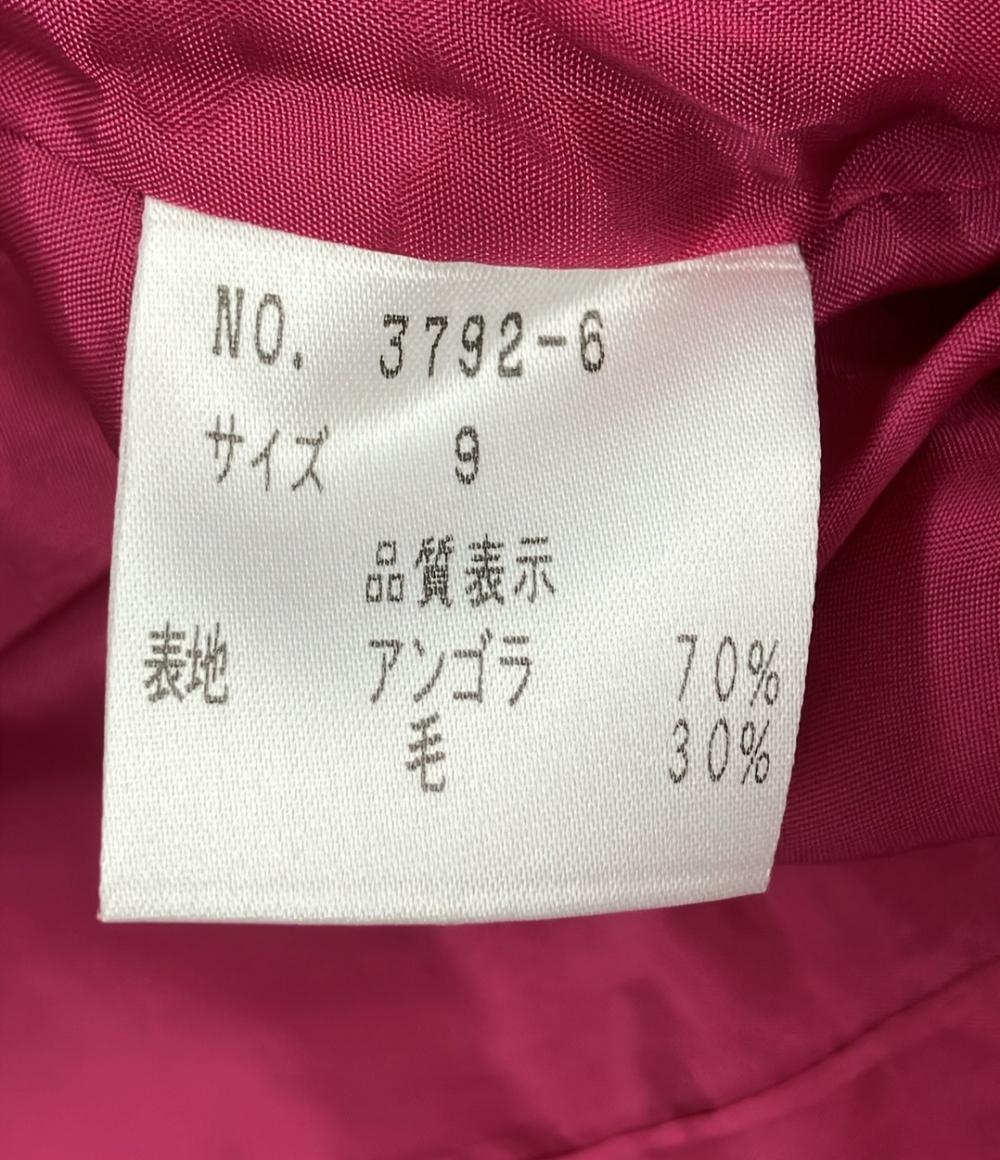 NO. 3792-6
サイズ 9
品質表示
表地 アンゴラ 70%
毛 30%